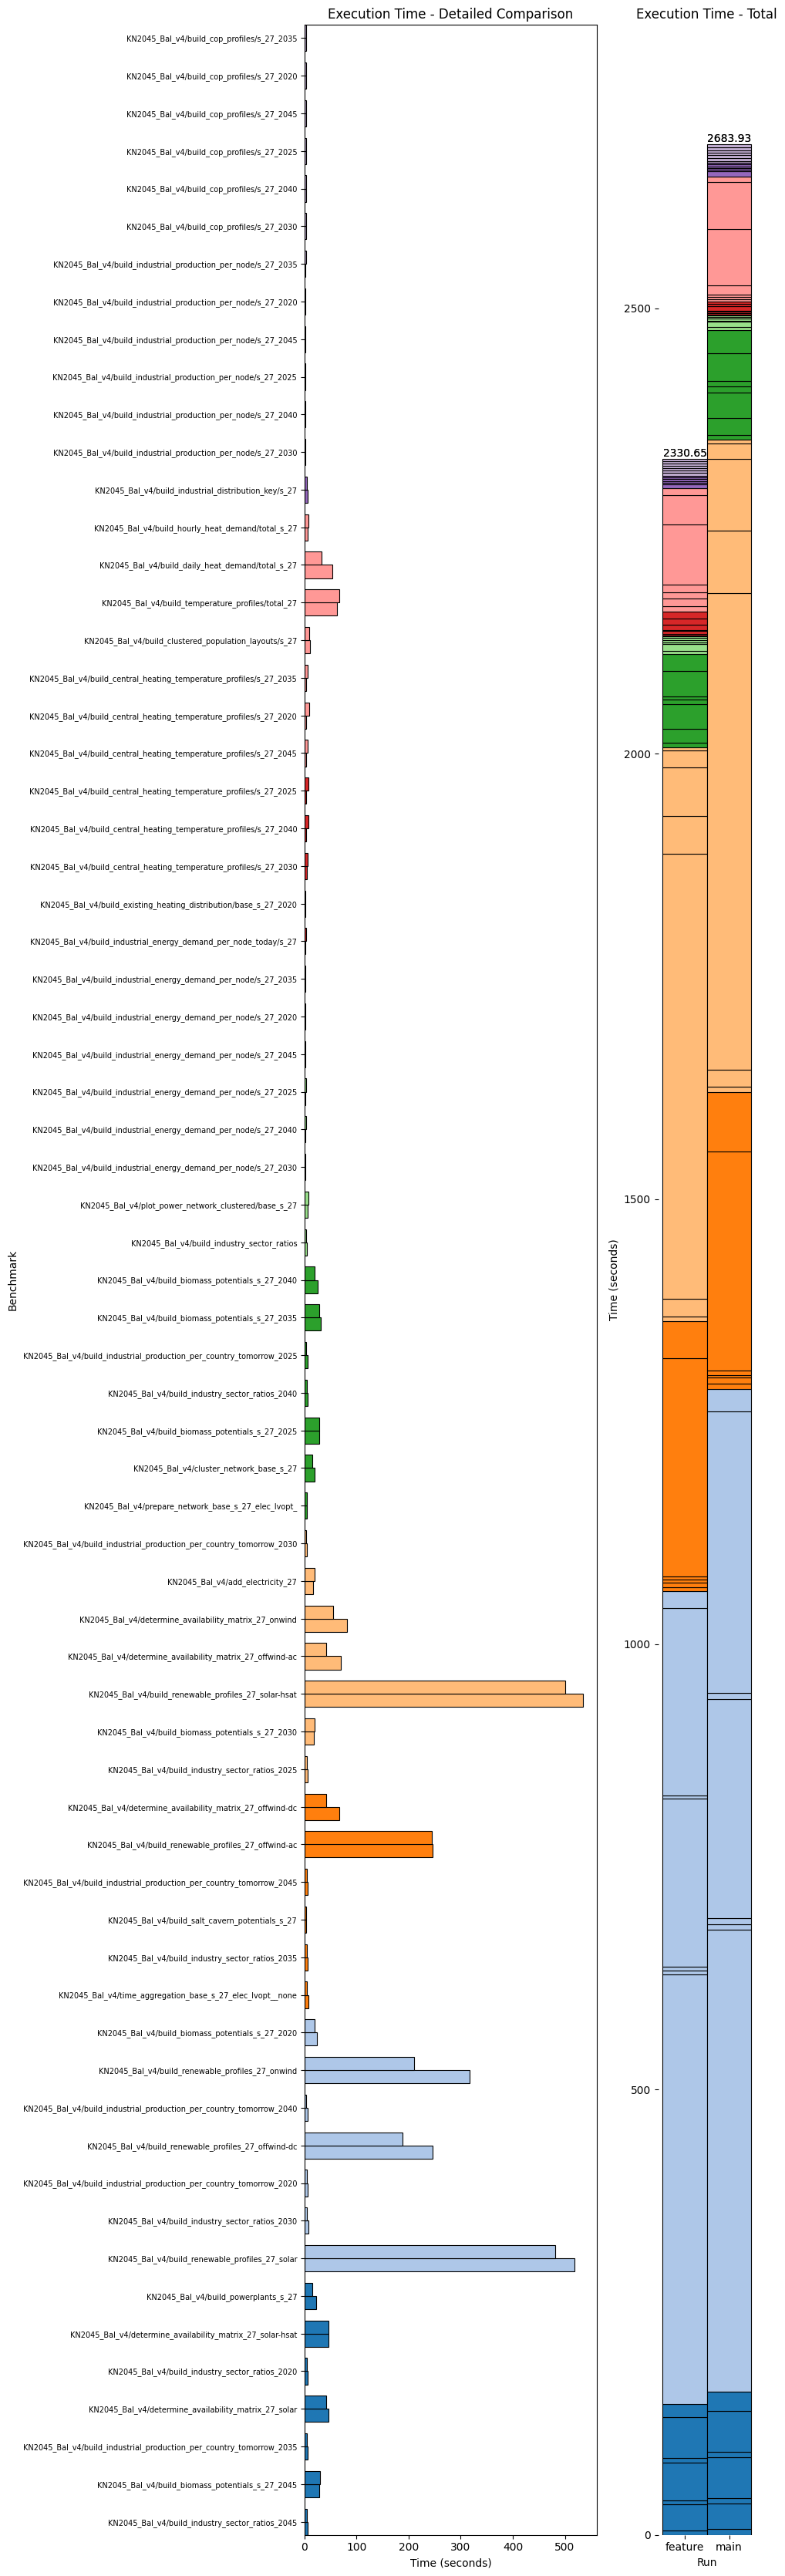 Execution Time - Detailed Comparison
Execution Time - Total
KN2045_Bal_v4/build_cop_profiles/s_27_2035
KN2045_Bal_v4/build_cop_profiles/s_27_2020
KN2045_Bal_v4/build_cop_profiles/s_27_2045
KN2045_Bal_v4/build_cop_profiles/s_27_2025
KN2045_Bal_v4/build_cop_profiles/s_27_2040
KN2045_Bal_v4/build_cop_profiles/s_27_2030
KN2045_Bal_v4/build_industrial_production_per_node/s_27_2035
KN2045_Bal_v4/build_industrial_production_per_node/s_27_2020
KN2045_Bal_v4/build_industrial_production_per_node/s_27_2045
KN2045_Bal_v4/build_industrial_production_per_node/s_27_2025
KN2045_Bal_v4/build_industrial_production_per_node/s_27_2040
KN2045_Bal_v4/build_industrial_production_per_node/s_27_2030
KN2045_Bal_v4/build_industrial_distribution_key/s_27
KN2045_Bal_v4/build_hourly_heat_demand/total_s_27
KN2045_Bal_v4/build_daily_heat_demand/total_s_27
KN2045_Bal_v4/build_temperature_profiles/total_27
KN2045_Bal_v4/build_clustered_population_layouts/s_27
KN2045_Bal_v4/build_central_heating_temperature_profiles/s_27_2035
KN2045_Bal_v4/build_central_heating_temperature_profiles/s_27_2020
KN2045_Bal_v4/build_central_heating_temperature_profiles/s_27_2045
KN2045_Bal_v4/build_central_heating_temperature_profiles/s_27_2025
KN2045_Bal_v4/build_central_heating_temperature_profiles/s_27_2040
KN2045_Bal_v4/build_central_heating_temperature_profiles/s_27_2030
KN2045_Bal_v4/build_existing_heating_distribution/base_s_27_2020
KN2045_Bal_v4/build_industrial_energy_demand_per_node_today/s_27
KN2045_Bal_v4/build_industrial_energy_demand_per_node/s_27_2035
KN2045_Bal_v4/build_industrial_energy_demand_per_node/s_27_2020
KN2045_Bal_v4/build_industrial_energy_demand_per_node/s_27_2045
KN2045_Bal_v4/build_industrial_energy_demand_per_node/s_27_2025
KN2045_Bal_v4/build_industrial_energy_demand_per_node/s_27_2040
KN2045_Bal_v4/build_industrial_energy_demand_per_node/s_27_2030
KN2045_Bal_v4/plot_power_network_clustered/base_s_27
KN2045_Bal_v4/build_industry_sector_ratios
KN2045_Bal_v4/build_biomass_potentials_s_27_2040
KN2045_Bal_v4/build_biomass_potentials_s_27_2035
KN2045_Bal_v4/build_industrial_production_per_country_tomorrow_2025
KN2045_Bal_v4/build_industry_sector_ratios_2040
KN2045_Bal_v4/build_biomass_potentials_s_27_2025
KN2045_Bal_v4/cluster_network_base_s_27
KN2045_Bal_v4/prepare_network_base_s_27_elec_lvopt_
KN2045_Bal_v4/build_industrial_production_per_country_tomorrow_2030
KN2045_Bal_v4/add_electricity_27
KN2045_Bal_v4/determine_availability_matrix_27_onwind
KN2045_Bal_v4/determine_availability_matrix_27_offwind-ac
KN2045_Bal_v4/build_renewable_profiles_27_solar-hsat
KN2045_Bal_v4/build_biomass_potentials_s_27_2030
KN2045_Bal_v4/build_industry_sector_ratios_2025
KN2045_Bal_v4/determine_availability_matrix_27_offwind-dc
KN2045_Bal_v4/build_renewable_profiles_27_offwind-ac
KN2045_Bal_v4/build_industrial_production_per_country_tomorrow_2045
KN2045_Bal_v4/build_salt_cavern_potentials_s_27
KN2045_Bal_v4/build_industry_sector_ratios_2035
KN2045_Bal_v4/time_aggregation_base_s_27_elec_lvopt__none
KN2045_Bal_v4/build_biomass_potentials_s_27_2020
KN2045_Bal_v4/build_renewable_profiles_27_onwind
KN2045_Bal_v4/build_industrial_production_per_country_tomorrow_2040
KN2045_Bal_v4/build_renewable_profiles_27_offwind-dc
KN2045_Bal_v4/build_industrial_production_per_country_tomorrow_2020
KN2045_Bal_v4/build_industry_sector_ratios_2030
KN2045_Bal_v4/build_renewable_profiles_27_solar
KN2045_Bal_v4/build_powerplants_s_27
KN2045_Bal_v4/determine_availability_matrix_27_solar-hsat
KN2045_Bal_v4/build_industry_sector_ratios_2020
KN2045_Bal_v4/determine_availability_matrix_27_solar
KN2045_Bal_v4/build_industrial_production_per_country_tomorrow_2035
KN2045_Bal_v4/build_biomass_potentials_s_27_2045
KN2045_Bal_v4/build_industry_sector_ratios_2045
Benchmark
0 100 200 300 400 500
Time (seconds)
2683.93
2330.65
2500
2000
1500
1000
500
0
Time (seconds)
feature main
Run